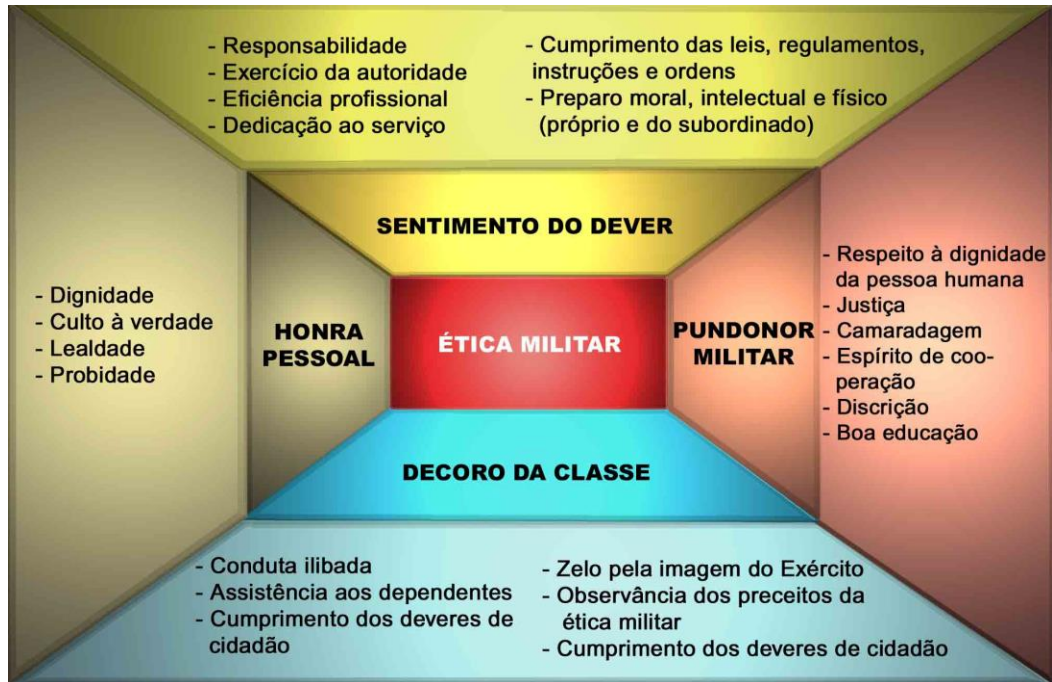 - Responsabilidade
- Exercício da autoridade
- Eficiência profissional
- Dedicação ao serviço
- Cumprimento das leis, regulamentos,
instruções e ordens
- Preparo moral, intelectual e físico
(próprio e do subordinado)
SENTIMENTO DO DEVER
- Dignidade
- Culto à verdade
- Lealdade
- Probidade
HONRA
PESSOAL
ÉTICA MILITAR
PUNDONOR
MILITAR
- Respeito à dignidade
da pessoa humana
- Justiça
- Camaradagem
- Espírito de coo-
peração
- Discrição
- Boa educação
DECORO DA CLASSE
- Conduta ilibada
- Assistência aos dependentes
- Cumprimento dos deveres de
cidadão
- Zelo pela imagem do Exército
- Observância dos preceitos da
ética militar
- Cumprimento dos deveres de cidadão